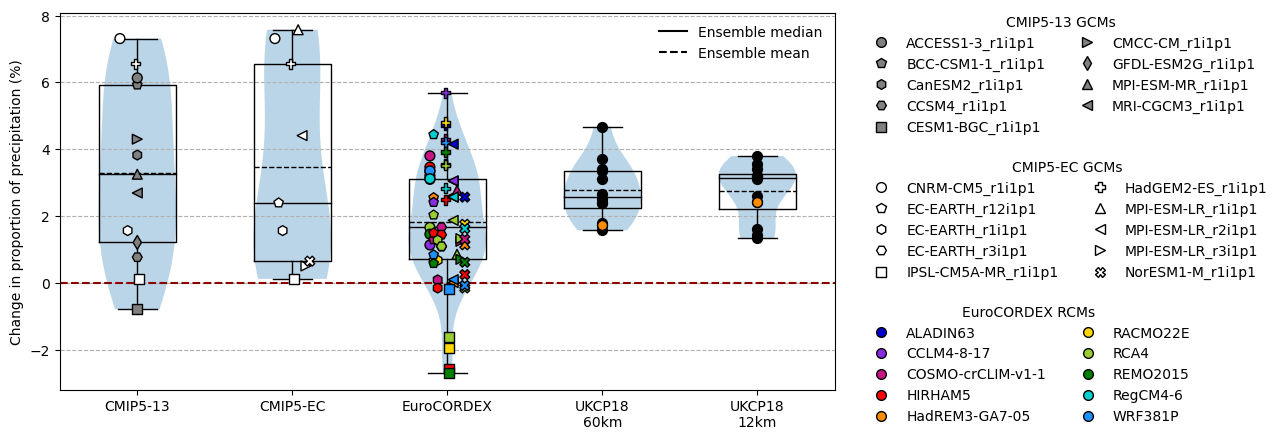 Change in proportion of precipitation (%)
8
6
4
2
0
−2
Ensemble median
Ensemble mean
CMIP5-13
CMIP5-EC
EuroCORDEX
UKCP18
60km
UKCP18
12km
CMIP5-13 GCMs
ACCESS1-3_r1i1p1
BCC-CSM1-1_r1i1p1
CanESM2_r1i1p1
CCSM4_r1i1p1
CESM1-BGC_r1i1p1
CMCC-CM_r1i1p1
GFDL-ESM2G_r1i1p1
MPI-ESM-MR_r1i1p1
MRI-CGCM3_r1i1p1
CMIP5-EC GCMs
CNRM-CM5_r1i1p1
EC-EARTH_r12i1p1
EC-EARTH_r1i1p1
EC-EARTH_r3i1p1
IPSL-CM5A-MR_r1i1p1
HadGEM2-ES_r1i1p1
MPI-ESM-LR_r1i1p1
MPI-ESM-LR_r2i1p1
MPI-ESM-LR_r3i1p1
NorESM1-M_r1i1p1
EuroCORDEX RCMs
ALADIN63
CCLM4-8-17
COSMO-crCLIM-v1-1
HIRHAM5
HadREM3-GA7-05
RACMO22E
RCA4
REMO2015
RegCM4-6
WRF381P